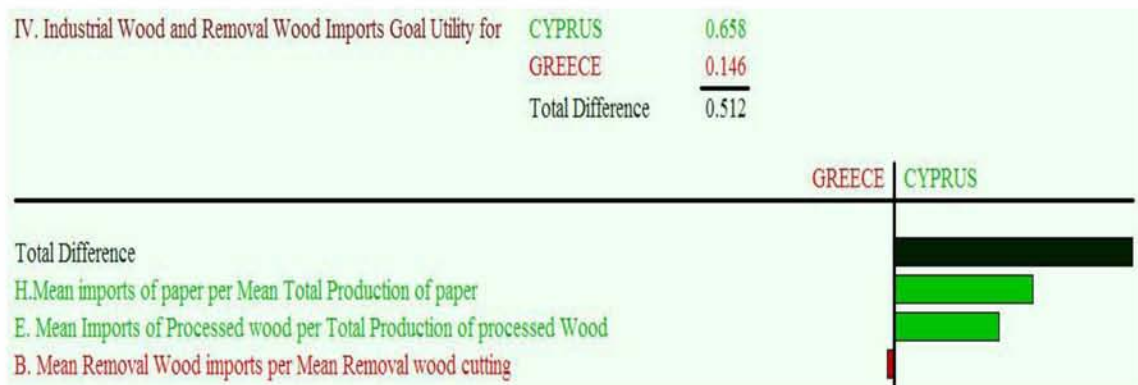 IV. Industrial Wood and Removal Wood Imports Goal Utility for CYPRUS 0.658
GREECE 0.146
Total Difference 0.512
GREECE CYPRUS
Total Difference
H.Mean imports of paper per Mean Total Production of paper
E. Mean Imports of Processed wood per Total Production of processed Wood
B. Mean Removal Wood imports per Mean Removal wood cutting